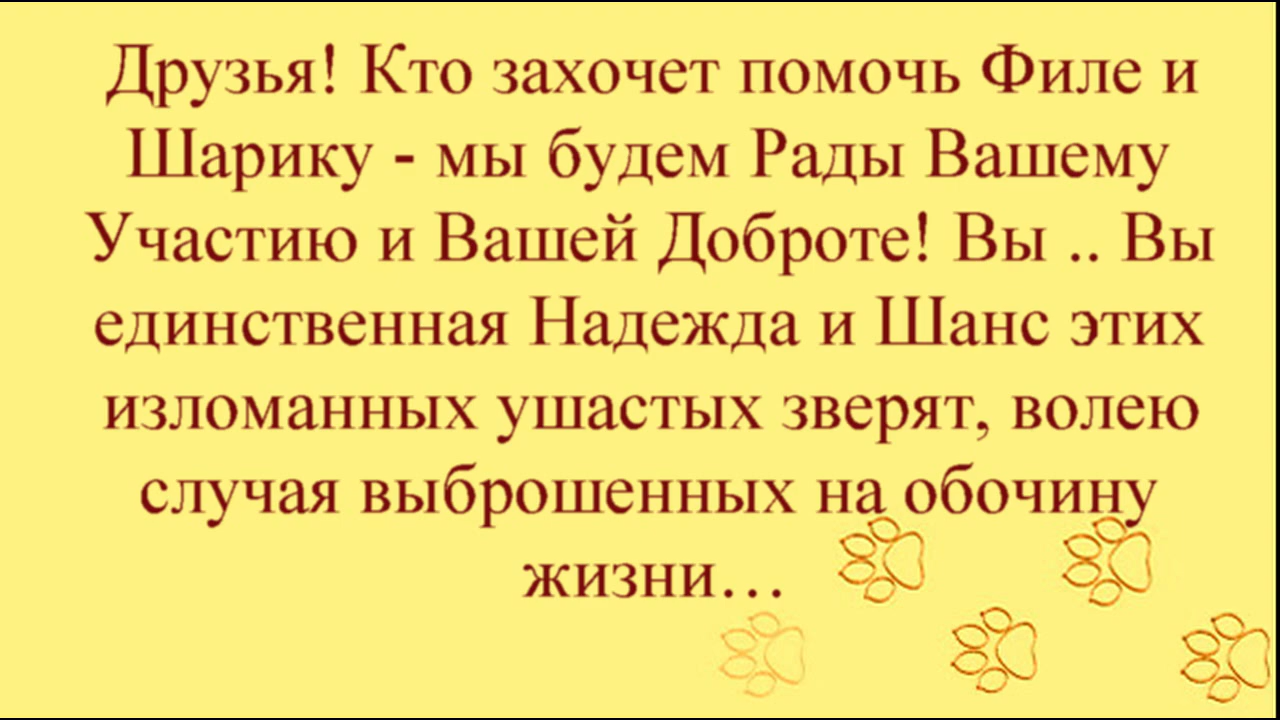 Друзья! Кто захочет помочь Филе и
Шарику - мы будем Рады Вашему
Участию и Вашей Доброте! Вы .. Вы
единственная Надежда и Шанс этих
изломанных ушастых зверят, волею
случая выброшенных на обочину
жизни…